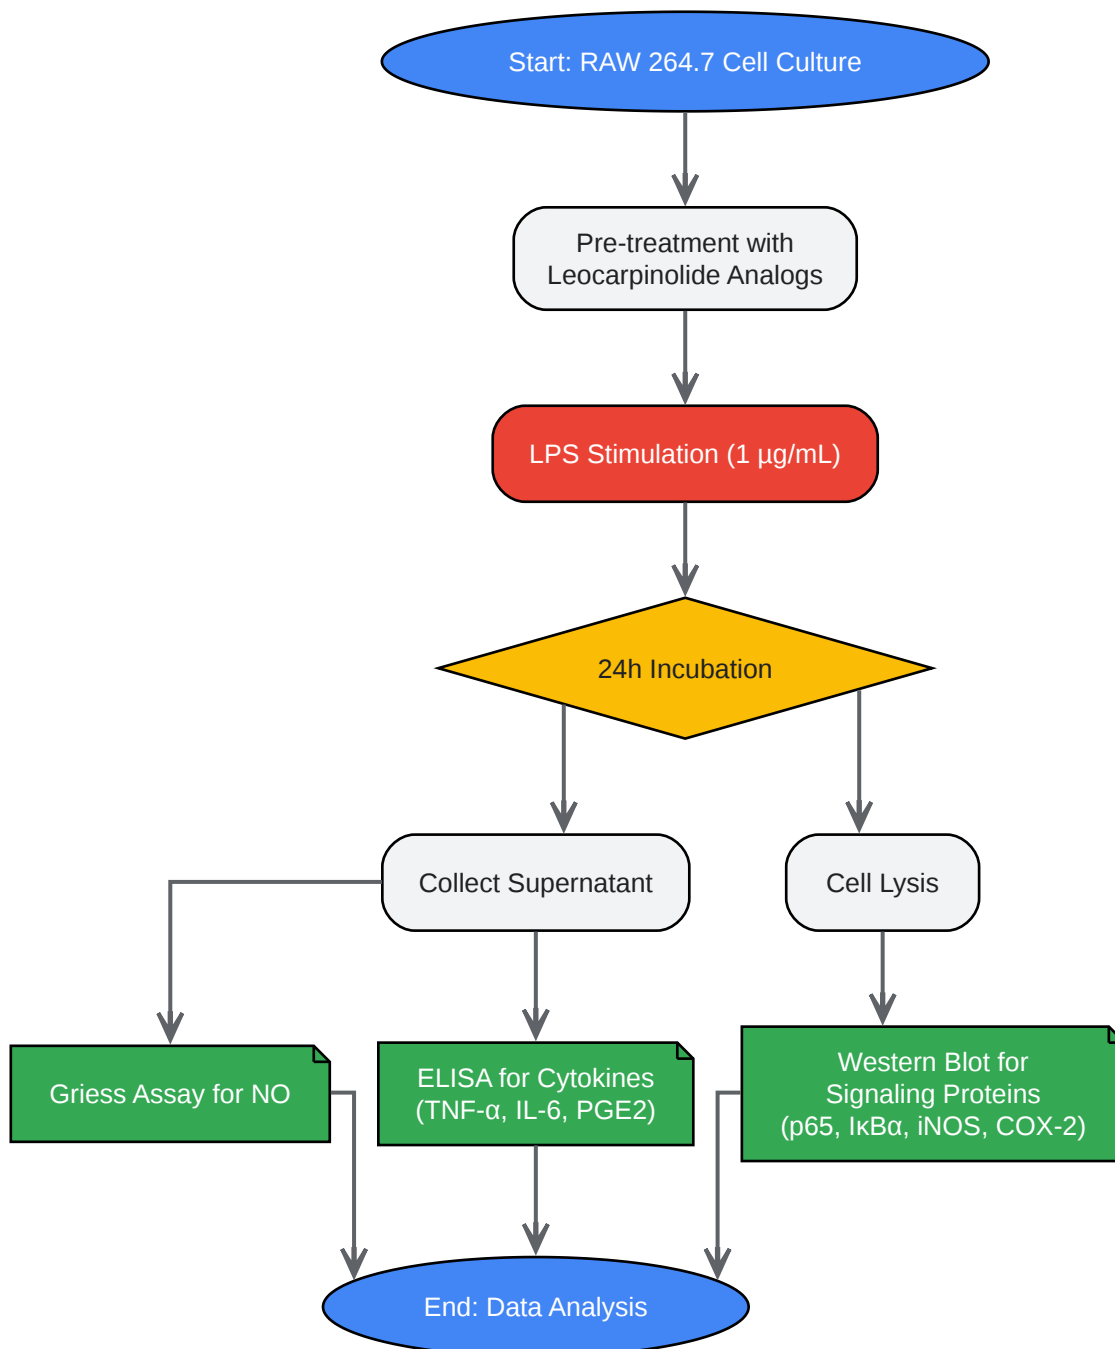 Start: RAW 264.7 Cell Culture
Pre-treatment with
Leocarpinolide Analogs
LPS Stimulation (1 µg/mL)
24h Incubation
Collect Supernatant
Cell Lysis
Griess Assay for NO
ELISA for Cytokines
(TNF-α, IL-6, PGE2)
Western Blot for
Signaling Proteins
(p65, IκBα, iNOS, COX-2)
End: Data Analysis